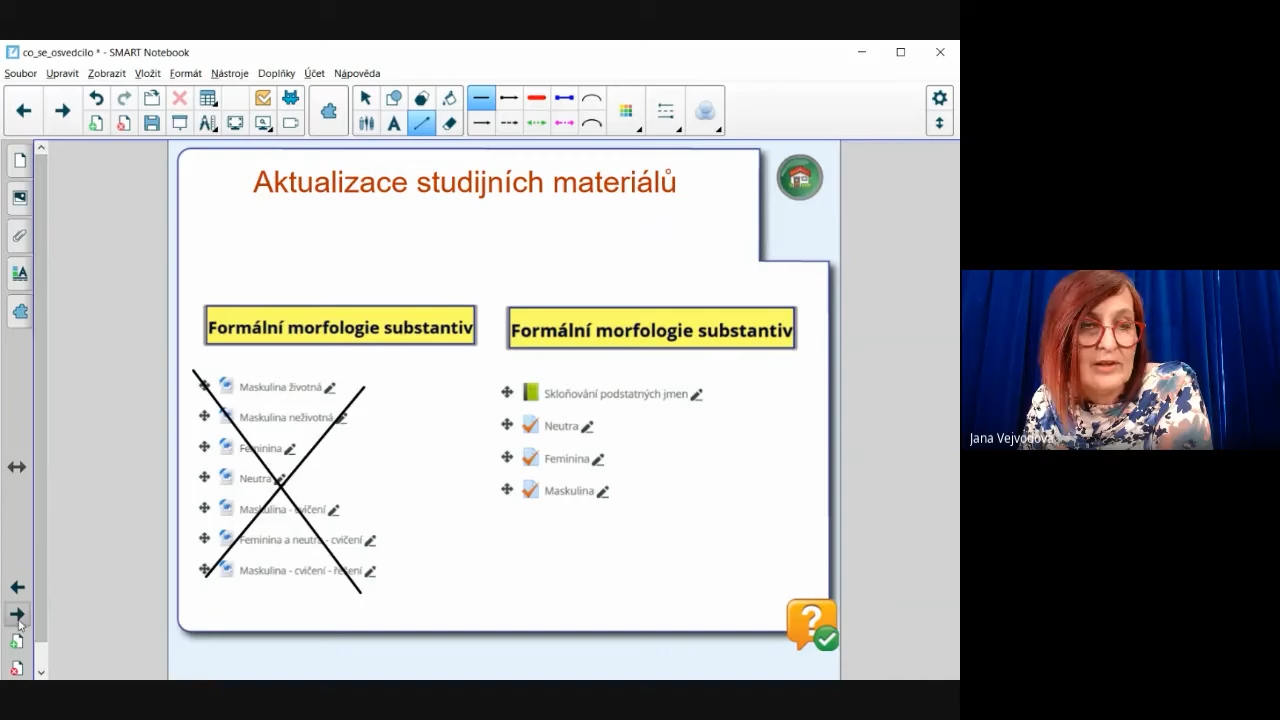 co_se_osvedcilo * - SMART Notebook
Soubor Upravit Zobrazit Vložit Formát Nástroje Doplňky Účet Nápověda
Aktualizace studijních materiálů
Formální morfologie substantiv
Maskulina životná
Maskulina neživotná
Feminina
Neutra
Maskulina - cvičení
Feminina a neutra - cvičení
Maskulina - cvičení - řešení
Formální morfologie substantiv
Skloňování podstatných jmen
Neutra
Feminina
Maskulina
Jana Vejvodová